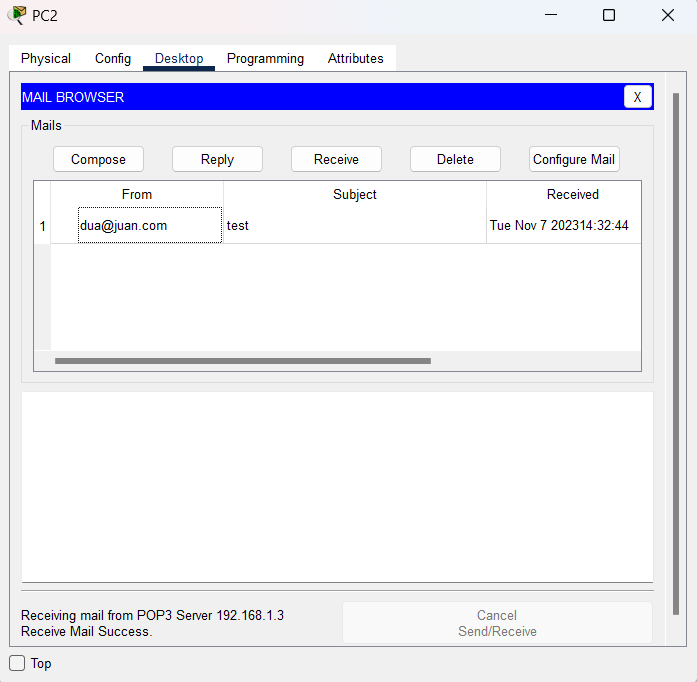 PC2
Physical Config Desktop Programming Attributes
MAIL BROWSER X
Mails
Compose Reply Receive Delete Configure Mail
From Subject Received
1 dua@juan.com test Tue Nov 7 202314:32:44
Receiving mail from POP3 Server 192.168.1.3
Receive Mail Success.
Cancel
Send/Receive
Top